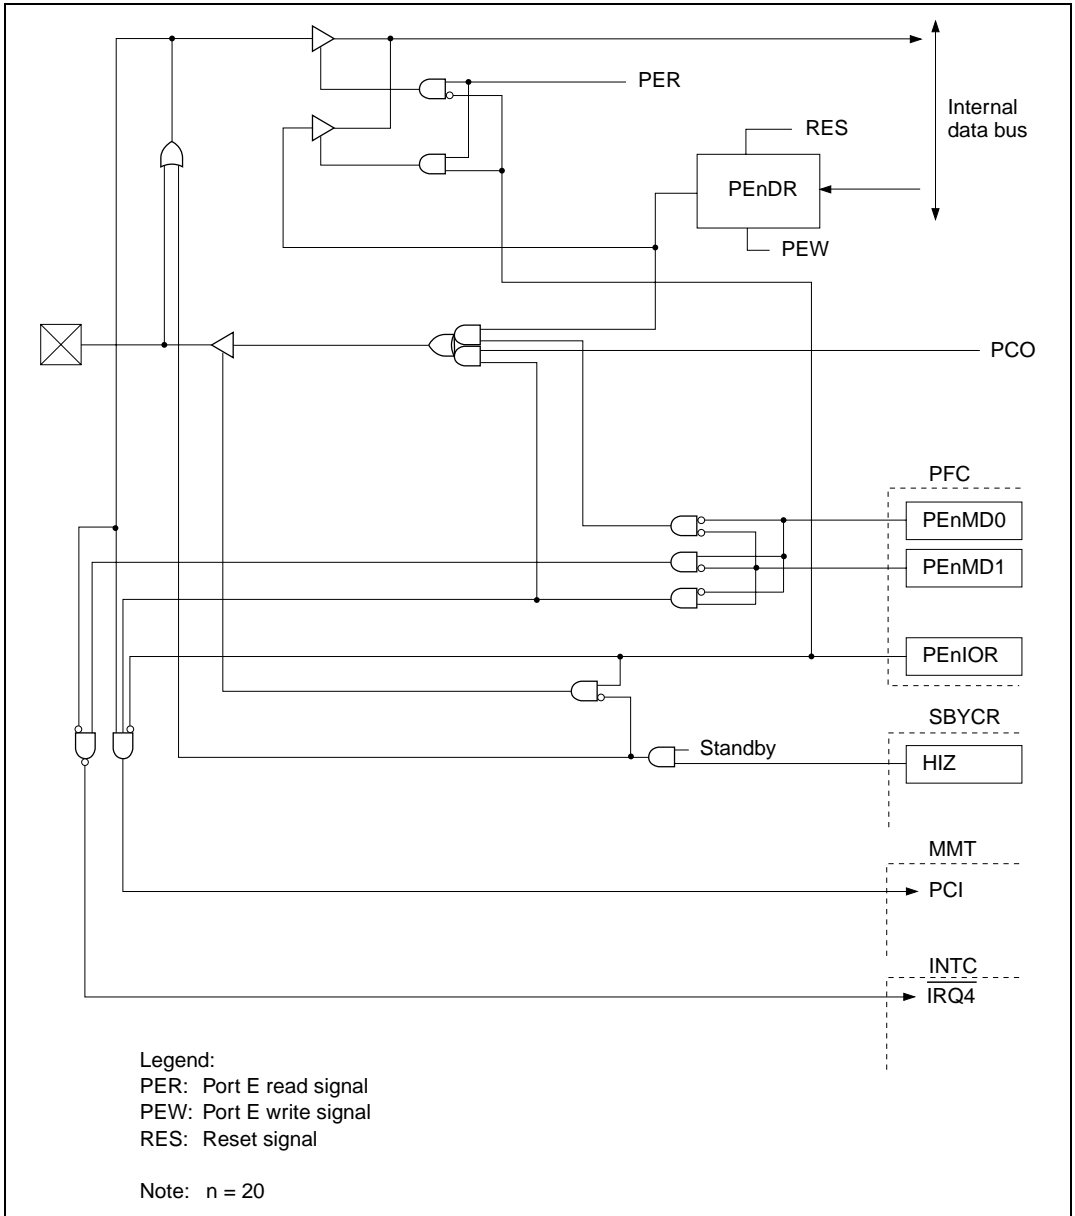 PER
Internal
data bus
RES
PEnDR
PEW
PCO
PFC
PEnMD0
PEnMD1
PEnIOR
SBYCR
Standby
HIZ
MMT
PCI
INTC
IRQ4
Legend:
PER: Port E read signal
PEW: Port E write signal
RES: Reset signal
Note: n = 20